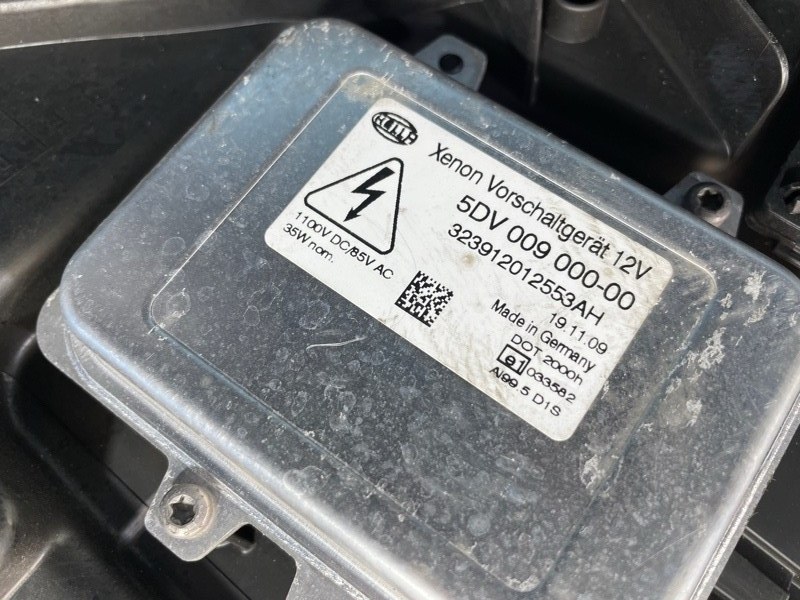 HELLA
Xenon Vorschaltgerät 12V
5DV 009 000-00
323912012553AH
1100V DC/85V AC
35W nom.
19.11.09
Made in Germany
DOT 2000h
e1 033582
AI99 5 D1S